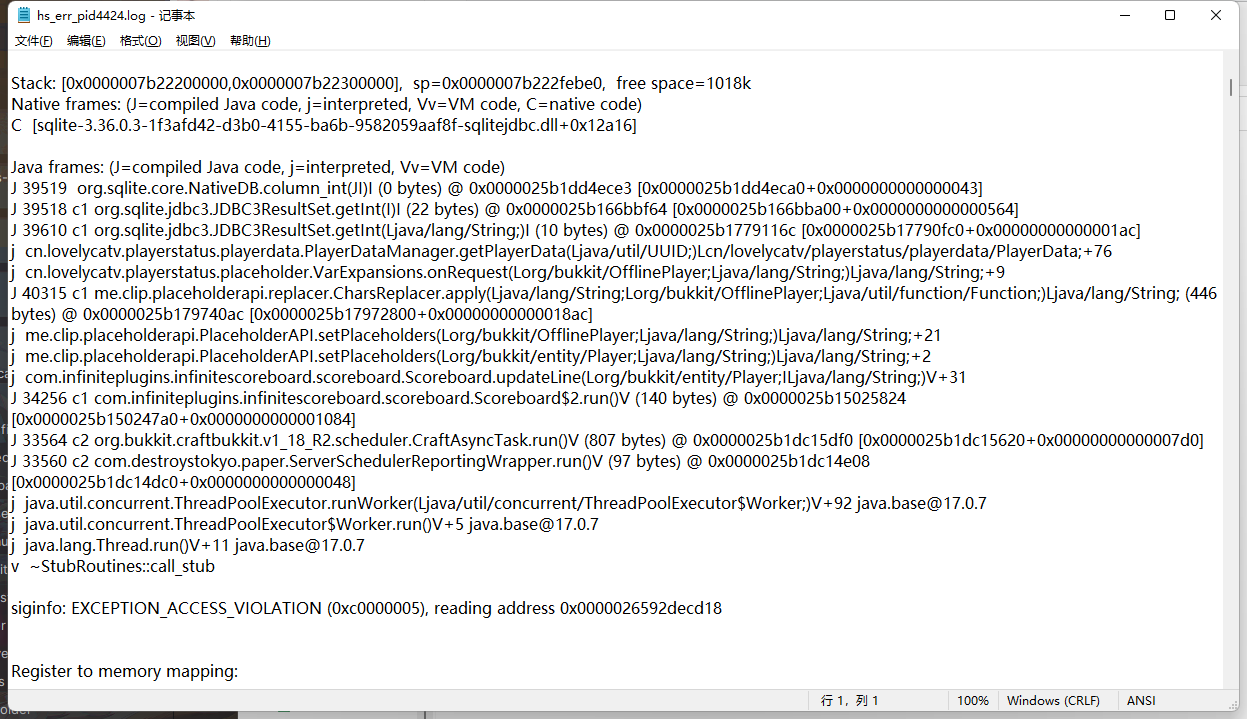 hs_err_pid4424.log - 记事本
文件(F) 编辑(E) 格式(O) 视图(V) 帮助(H)
Stack: [0x0000007b22200000,0x0000007b22300000],  sp=0x0000007b222febe0,  free space=1018k
Native frames: (J=compiled Java code, j=interpreted, Vv=VM code, C=native code)
C  [sqlite-3.36.0.3-1f3afd42-d3b0-4155-ba6b-9582059aaf8f-sqlitejdbc.dll+0x12a16]
Java frames: (J=compiled Java code, j=interpreted, Vv=VM code)
J 39519  org.sqlite.core.NativeDB.column_int(JI)I (0 bytes) @ 0x0000025b1dd4ece3 [0x0000025b1dd4eca0+0x0000000000000043]
J 39518 c1 org.sqlite.jdbc3.JDBC3ResultSet.getInt(I)I (22 bytes) @ 0x0000025b166bbf64 [0x0000025b166bba00+0x0000000000000564]
J 39610 c1 org.sqlite.jdbc3.JDBC3ResultSet.getInt(Ljava/lang/String;)I (10 bytes) @ 0x0000025b1779116c [0x0000025b17790fc0+0x00000000000001ac]
j  cn.lovelycatv.playerstatus.playerdata.PlayerDataManager.getPlayerData(Ljava/util/UUID;)Lcn/lovelycatv/playerstatus/playerdata/PlayerData;+76
j  cn.lovelycatv.playerstatus.placeholder.VarExpansions.onRequest(Lorg/bukkit/OfflinePlayer;Ljava/lang/String;)Ljava/lang/String;+9
J 40315 c1 me.clip.placeholderapi.replacer.CharsReplacer.apply(Ljava/lang/String;Lorg/bukkit/OfflinePlayer;Ljava/util/function/Function;)Ljava/lang/String; (446
bytes) @ 0x0000025b179740ac [0x0000025b17972800+0x00000000000018ac]
j  me.clip.placeholderapi.PlaceholderAPI.setPlaceholders(Lorg/bukkit/OfflinePlayer;Ljava/lang/String;)Ljava/lang/String;+21
j  me.clip.placeholderapi.PlaceholderAPI.setPlaceholders(Lorg/bukkit/entity/Player;Ljava/lang/String;)Ljava/lang/String;+2
j  com.infiniteplugins.infinitescoreboard.scoreboard.Scoreboard.updateLine(Lorg/bukkit/entity/Player;ILjava/lang/String;)V+31
J 34256 c1 com.infiniteplugins.infinitescoreboard.scoreboard.Scoreboard$2.run()V (140 bytes) @ 0x0000025b15025824
[0x0000025b150247a0+0x0000000000001084]
J 33564 c2 org.bukkit.craftbukkit.v1_18_R2.scheduler.CraftAsyncTask.run()V (807 bytes) @ 0x0000025b1dc15df0 [0x0000025b1dc15620+0x00000000000007d0]
J 33560 c2 com.destroystokyo.paper.ServerSchedulerReportingWrapper.run()V (97 bytes) @ 0x0000025b1dc14e08
[0x0000025b1dc14dc0+0x0000000000000048]
j  java.util.concurrent.ThreadPoolExecutor.runWorker(Ljava/util/concurrent/ThreadPoolExecutor$Worker;)V+92 java.base@17.0.7
j  java.util.concurrent.ThreadPoolExecutor$Worker.run()V+5 java.base@17.0.7
j  java.lang.Thread.run()V+11 java.base@17.0.7
v  ~StubRoutines::call_stub
siginfo: EXCEPTION_ACCESS_VIOLATION (0xc0000005), reading address 0x0000026592decd18
Register to memory mapping:
行 1，列 1 100% Windows (CRLF) ANSI